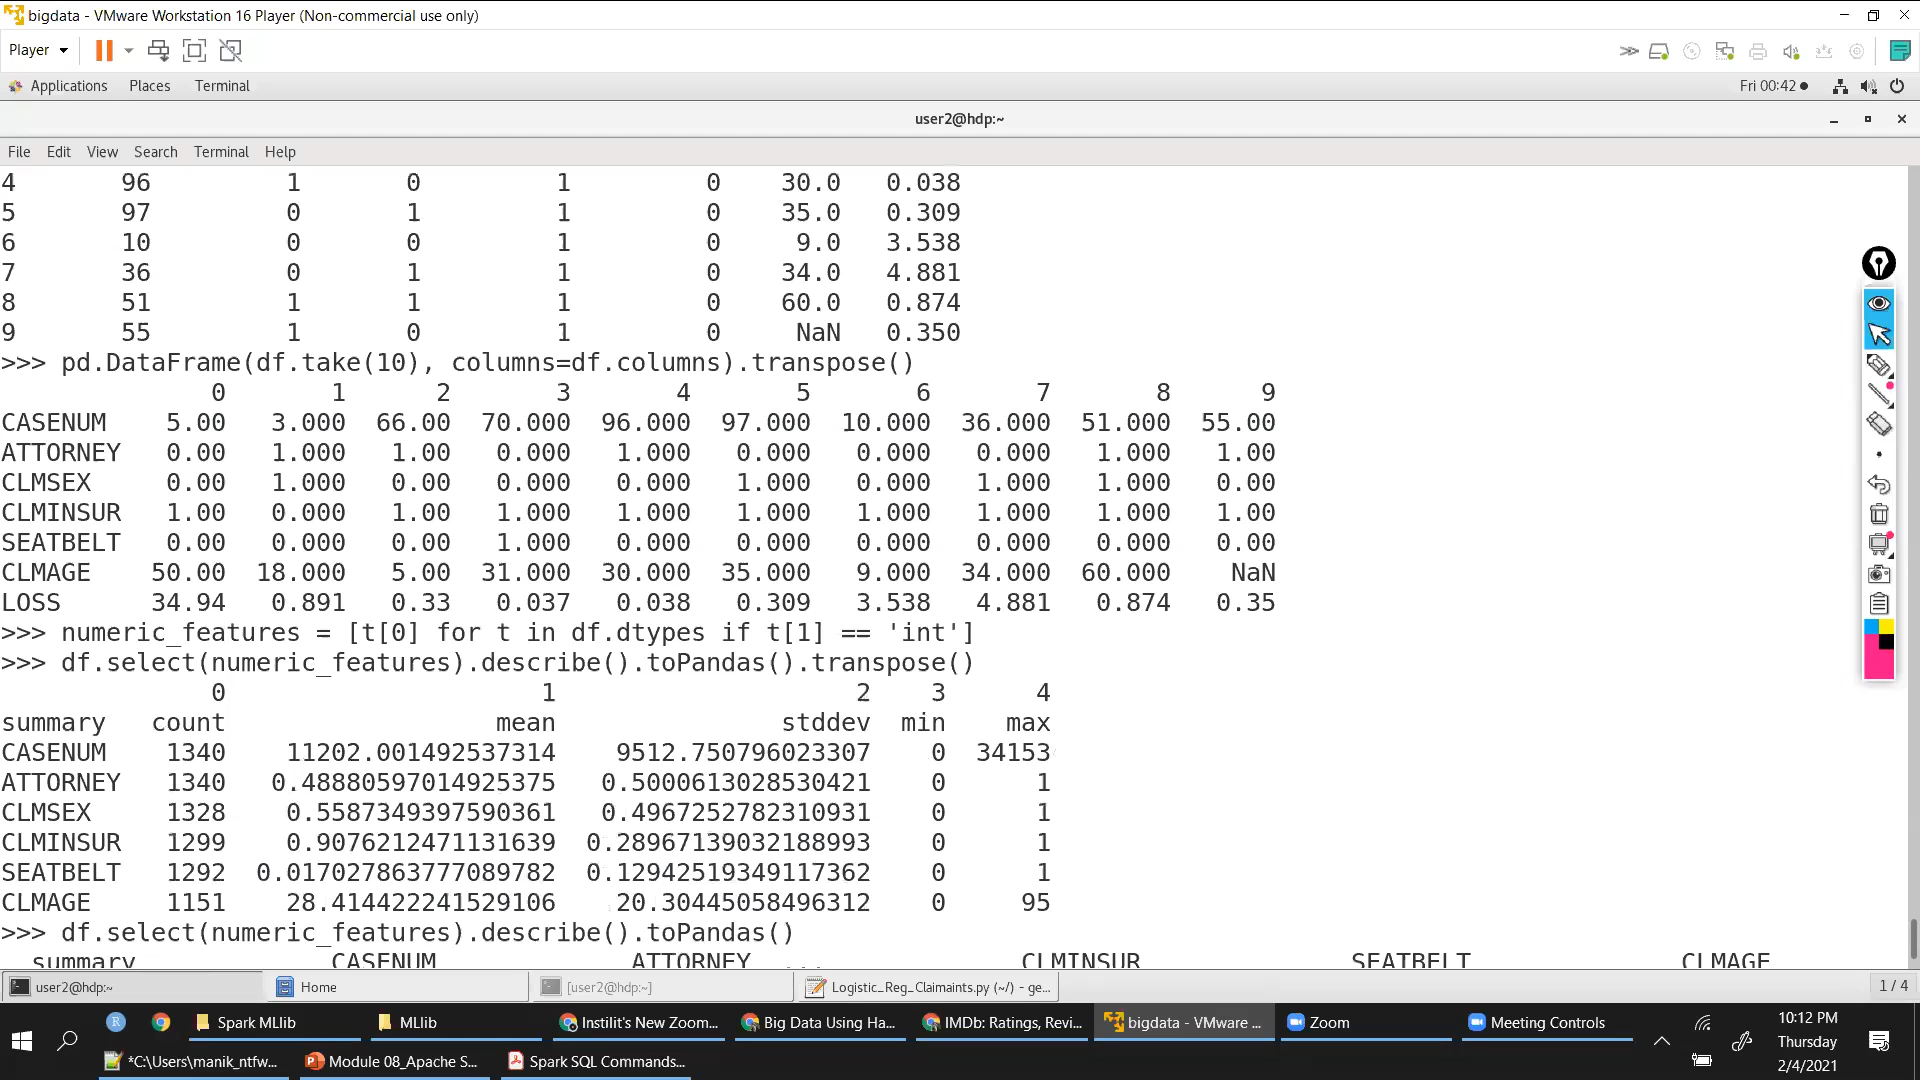 bigdata - VMware Workstation 16 Player (Non-commercial use only)
Player
Applications Places Terminal Fri 00:42
user2@hdp:~
File Edit View Search Terminal Help
4 96 1 0 1 0 30.0 0.038
5 97 0 1 1 0 35.0 0.309
6 10 0 0 1 0 9.0 3.538
7 36 0 1 1 0 34.0 4.881
8 51 1 1 1 0 60.0 0.874
9 55 1 0 1 0 NaN 0.350
>>> pd.DataFrame(df.take(10), columns=df.columns).transpose()
0 1 2 3 4 5 6 7 8 9
CASENUM 5.00 3.000 66.00 70.000 96.000 97.000 10.000 36.000 51.000 55.00
ATTORNEY 0.00 1.000 1.00 0.000 1.000 0.000 0.000 0.000 1.000 1.00
CLMSEX 0.00 1.000 0.00 0.000 0.000 1.000 0.000 1.000 1.000 0.00
CLMINSUR 1.00 0.000 1.00 1.000 1.000 1.000 1.000 1.000 1.000 1.00
SEATBELT 0.00 0.000 0.00 1.000 0.000 0.000 0.000 0.000 0.000 0.00
CLMAGE 50.00 18.000 5.00 31.000 30.000 35.000 9.000 34.000 60.000 NaN
LOSS 34.94 0.891 0.33 0.037 0.038 0.309 3.538 4.881 0.874 0.35
>>> numeric_features = [t[0] for t in df.dtypes if t[1] == 'int']
>>> df.select(numeric_features).describe().toPandas().transpose()
0 1 2 3 4
summary count mean stddev min max
CASENUM 1340 11202.001492537314 9512.750796023307 0 34153
ATTORNEY 1340 0.48880597014925375 0.5000613028530421 0 1
CLMSEX 1328 0.5587349397590361 0.4967252782310931 0 1
CLMINSUR 1299 0.9076212471131639 0.28967139032188993 0 1
SEATBELT 1292 0.017027863777089782 0.12942519349117362 0 1
CLMAGE 1151 28.414422241529106 20.30445058496312 0 95
>>> df.select(numeric_features).describe().toPandas()
summary CASENUM ATTORNEY ... CLMINSUR SEATBELT CLMAGE
user2@hdp:~ Home [user2@hdp:~] Logistic_Reg_Claimaints.py (~/) - ge... 1 / 4
Spark MLlib MLlib Instilit's New Zoom... Big Data Using Ha... IMDb: Ratings, Revi... bigdata - VMware ... Zoom Meeting Controls
*C:\Users\manik_ntfw... Module 08_Apache S... Spark SQL Commands...
10:12 PM
Thursday
2/4/2021